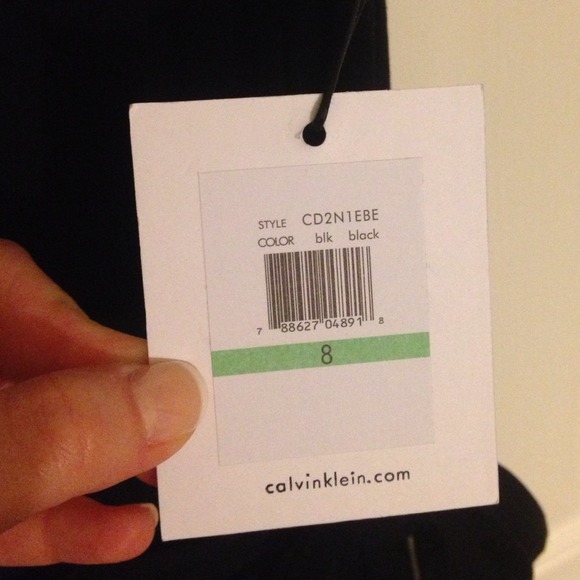 STYLE CD2N1EBE
COLOR blk black
7 88627 04891 8
8
calvinklein.com